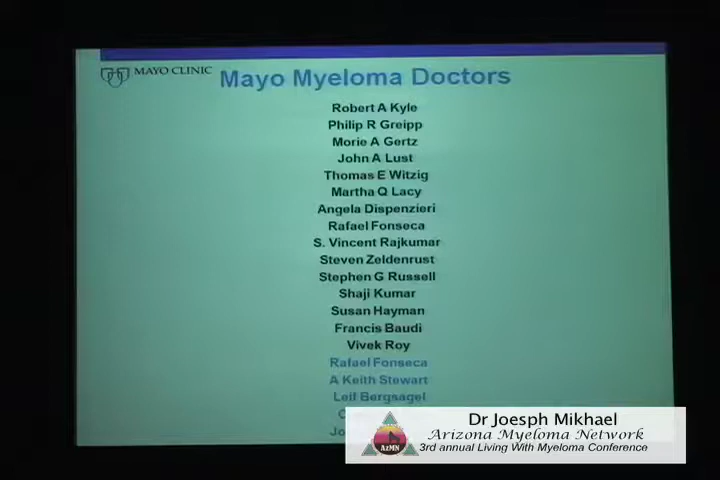 MAYO CLINIC
Mayo Myeloma Doctors
Robert A Kyle
Philip R Greipp
Morie A Gertz
John A Lust
Thomas E Witzig
Martha Q Lacy
Angela Dispenzieri
Rafael Fonseca
S. Vincent Rajkumar
Steven Zeldenrust
Stephen G Russell
Shaji Kumar
Susan Hayman
Francis Baudi
Vivek Roy
Rafael Fonseca
A Keith Stewart
Leif Bergsagel
Dr Joesph Mikhael
Arizona Myeloma Network
3rd annual Living With Myeloma Conference
AzMN